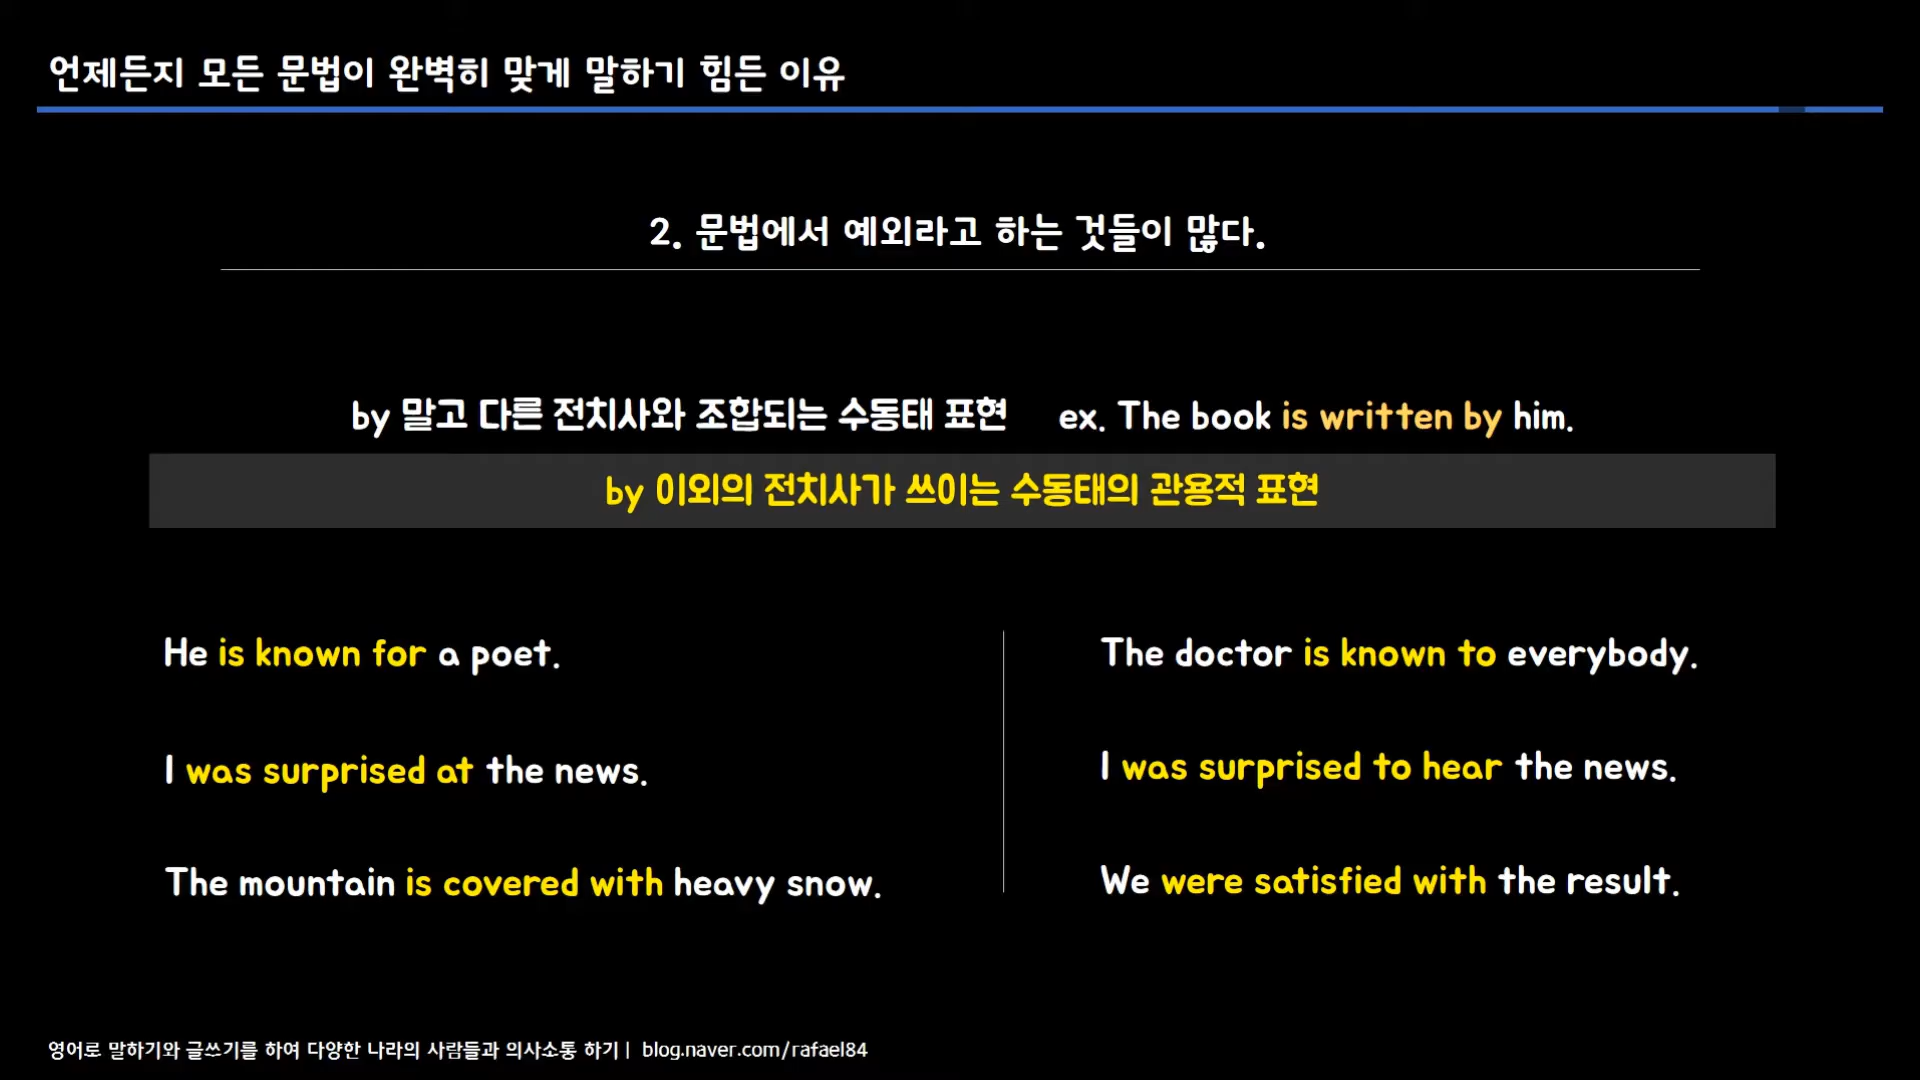 언제든지 모든 문법이 완벽히 맞게 말하기 힘든 이유
2. 문법에서 예외라고 하는 것들이 많다.
by 말고 다른 전치사와 조합되는 수동태 표현 ex. The book is written by him.
by 이외의 전치사가 쓰이는 수동태의 관용적 표현
He is known for a poet.
I was surprised at the news.
The mountain is covered with heavy snow.
The doctor is known to everybody.
I was surprised to hear the news.
We were satisfied with the result.
영어로 말하기와 글쓰기를 하여 다양한 나라의 사람들과 의사소통 하기 | blog.naver.com/rafael84